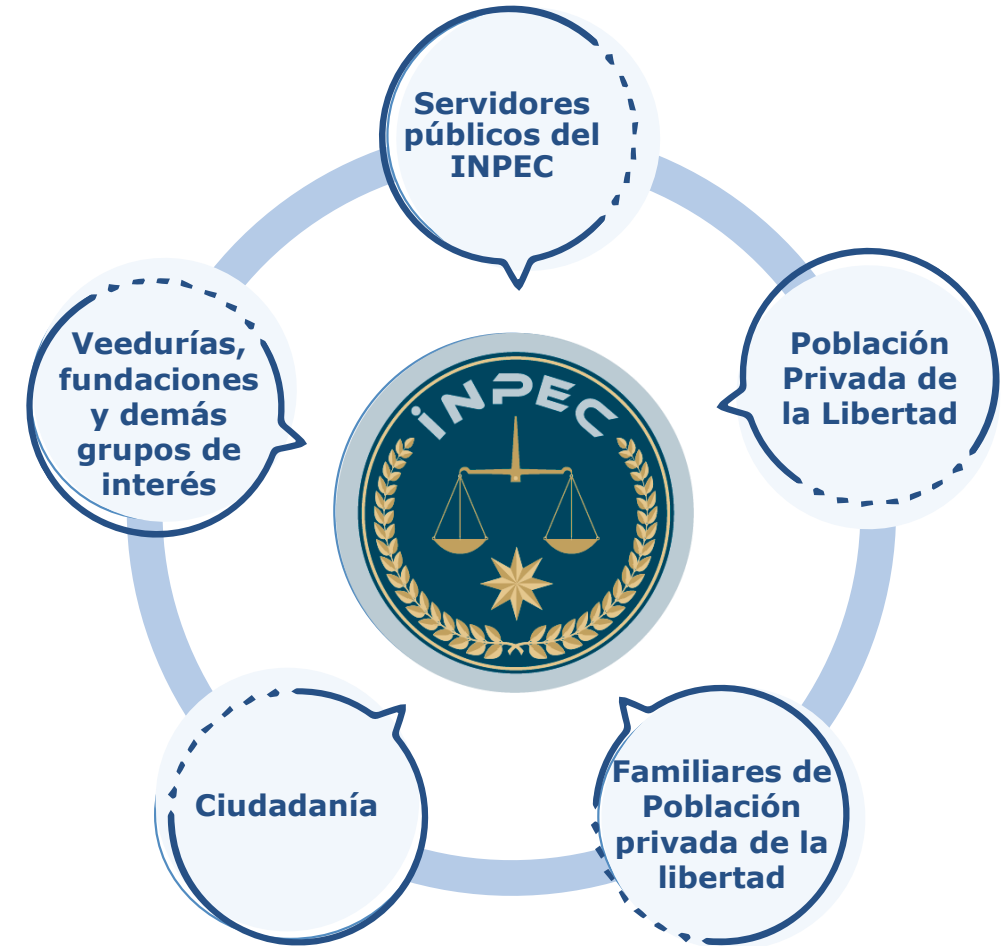 Servidores
públicos del
INPEC
Población
Privada de
la Libertad
Familiares de
Población
privada de la
libertad
Ciudadanía
Veedurías,
fundaciones
y demás
grupos de
interés
iNPEC